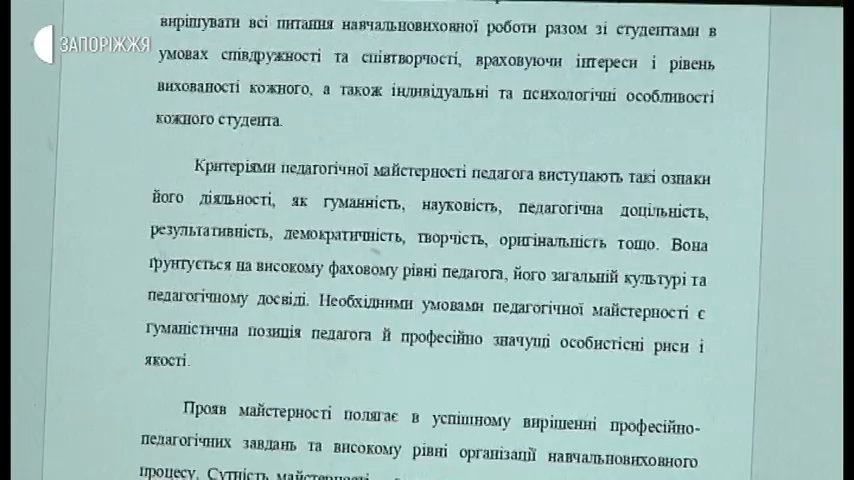 ЗАПОРІЖЖЯ
вирішувати всі питання навчальновиховної роботи разом зі студентами в
умовах співдружності та співтворчості, враховуючи інтереси і рівень
вихованості кожного, а також індивідуальні та психологічні особливості
кожного студента.
Критеріями педагогічної майстерності педагога виступають такі ознаки
його діяльності, як гуманність, науковість, педагогічна доцільність,
результативність, демократичність, творчість, оригінальність тощо. Вона
ґрунтується на високому фаховому рівні педагога, його загальній культурі та
педагогічному досвіді. Необхідними умовами педагогічної майстерності є
гуманістична позиція педагога й професійно значущі особистісні риси і
якості.
Прояв майстерності полягає в успішному вирішенні професійно-
педагогічних завдань та високому рівні організації навчальновиховного
процесу. Сутність майстерності